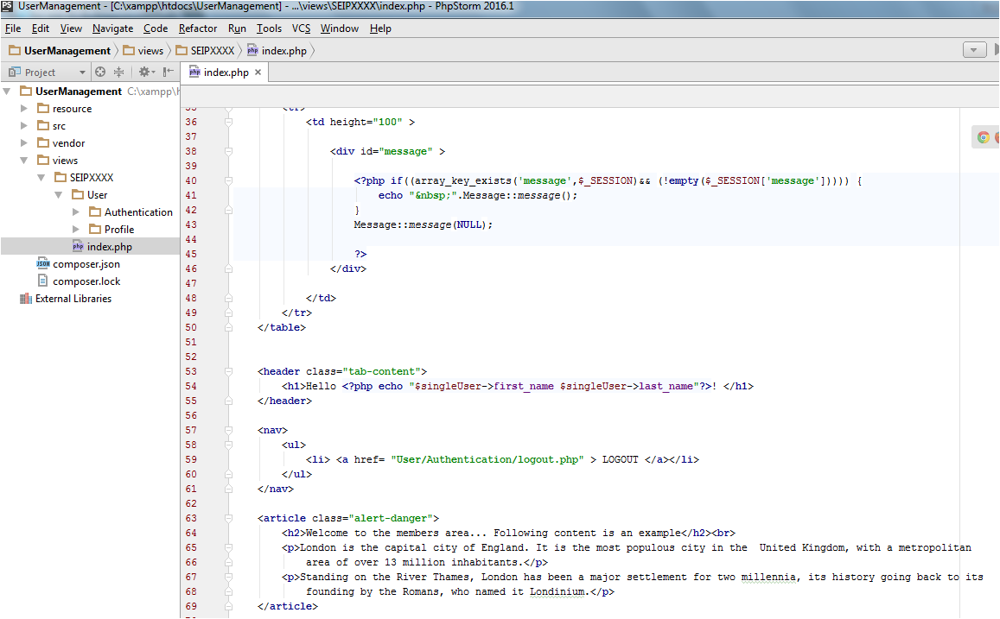 UserManagement - [C:\xampp\htdocs\UserManagement] - ...\views\SEIPXXXX\index.php - PhpStorm 2016.1
File Edit View Navigate Code Refactor Run Tools VCS Window Help
UserManagement views SEIPXXXX index.php
Project
index.php
UserManagement C:\xampp\h
resource
src
vendor
views
SEIPXXXX
User
Authentication
Profile
index.php
composer.json
composer.lock
External Libraries
35 <tr>
36 <td height="100" >
37
38 <div id="message" >
39
40 <?php if((array_key_exists('message',$_SESSION)&& (!empty($_SESSION['message'])))) {
41 echo "&nbsp;".Message::message();
42 }
43 Message::message(NULL);
44
45 ?>
46 </div>
47
48 </td>
49 </tr>
50 </table>
51
52
53 <header class="tab-content">
54 <h1>Hello <?php echo "$singleUser->first_name $singleUser->last_name"?>! </h1>
55 </header>
56
57 <nav>
58 <ul>
59 <li> <a href= "User/Authentication/logout.php" > LOGOUT </a></li>
60 </ul>
61 </nav>
62
63 <article class="alert-danger">
64 <h2>Welcome to the members area... Following content is an example</h2><br>
65 <p>London is the capital city of England. It is the most populous city in the  United Kingdom, with a metropolitan
66 area of over 13 million inhabitants.</p>
67 <p>Standing on the River Thames, London has been a major settlement for two millennia, its history going back to its
68 founding by the Romans, who named it Londinium.</p>
69 </article>